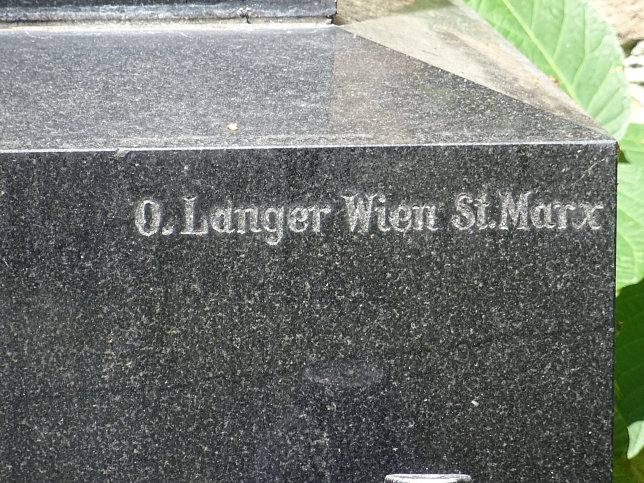 O. Langer Wien St. Marx